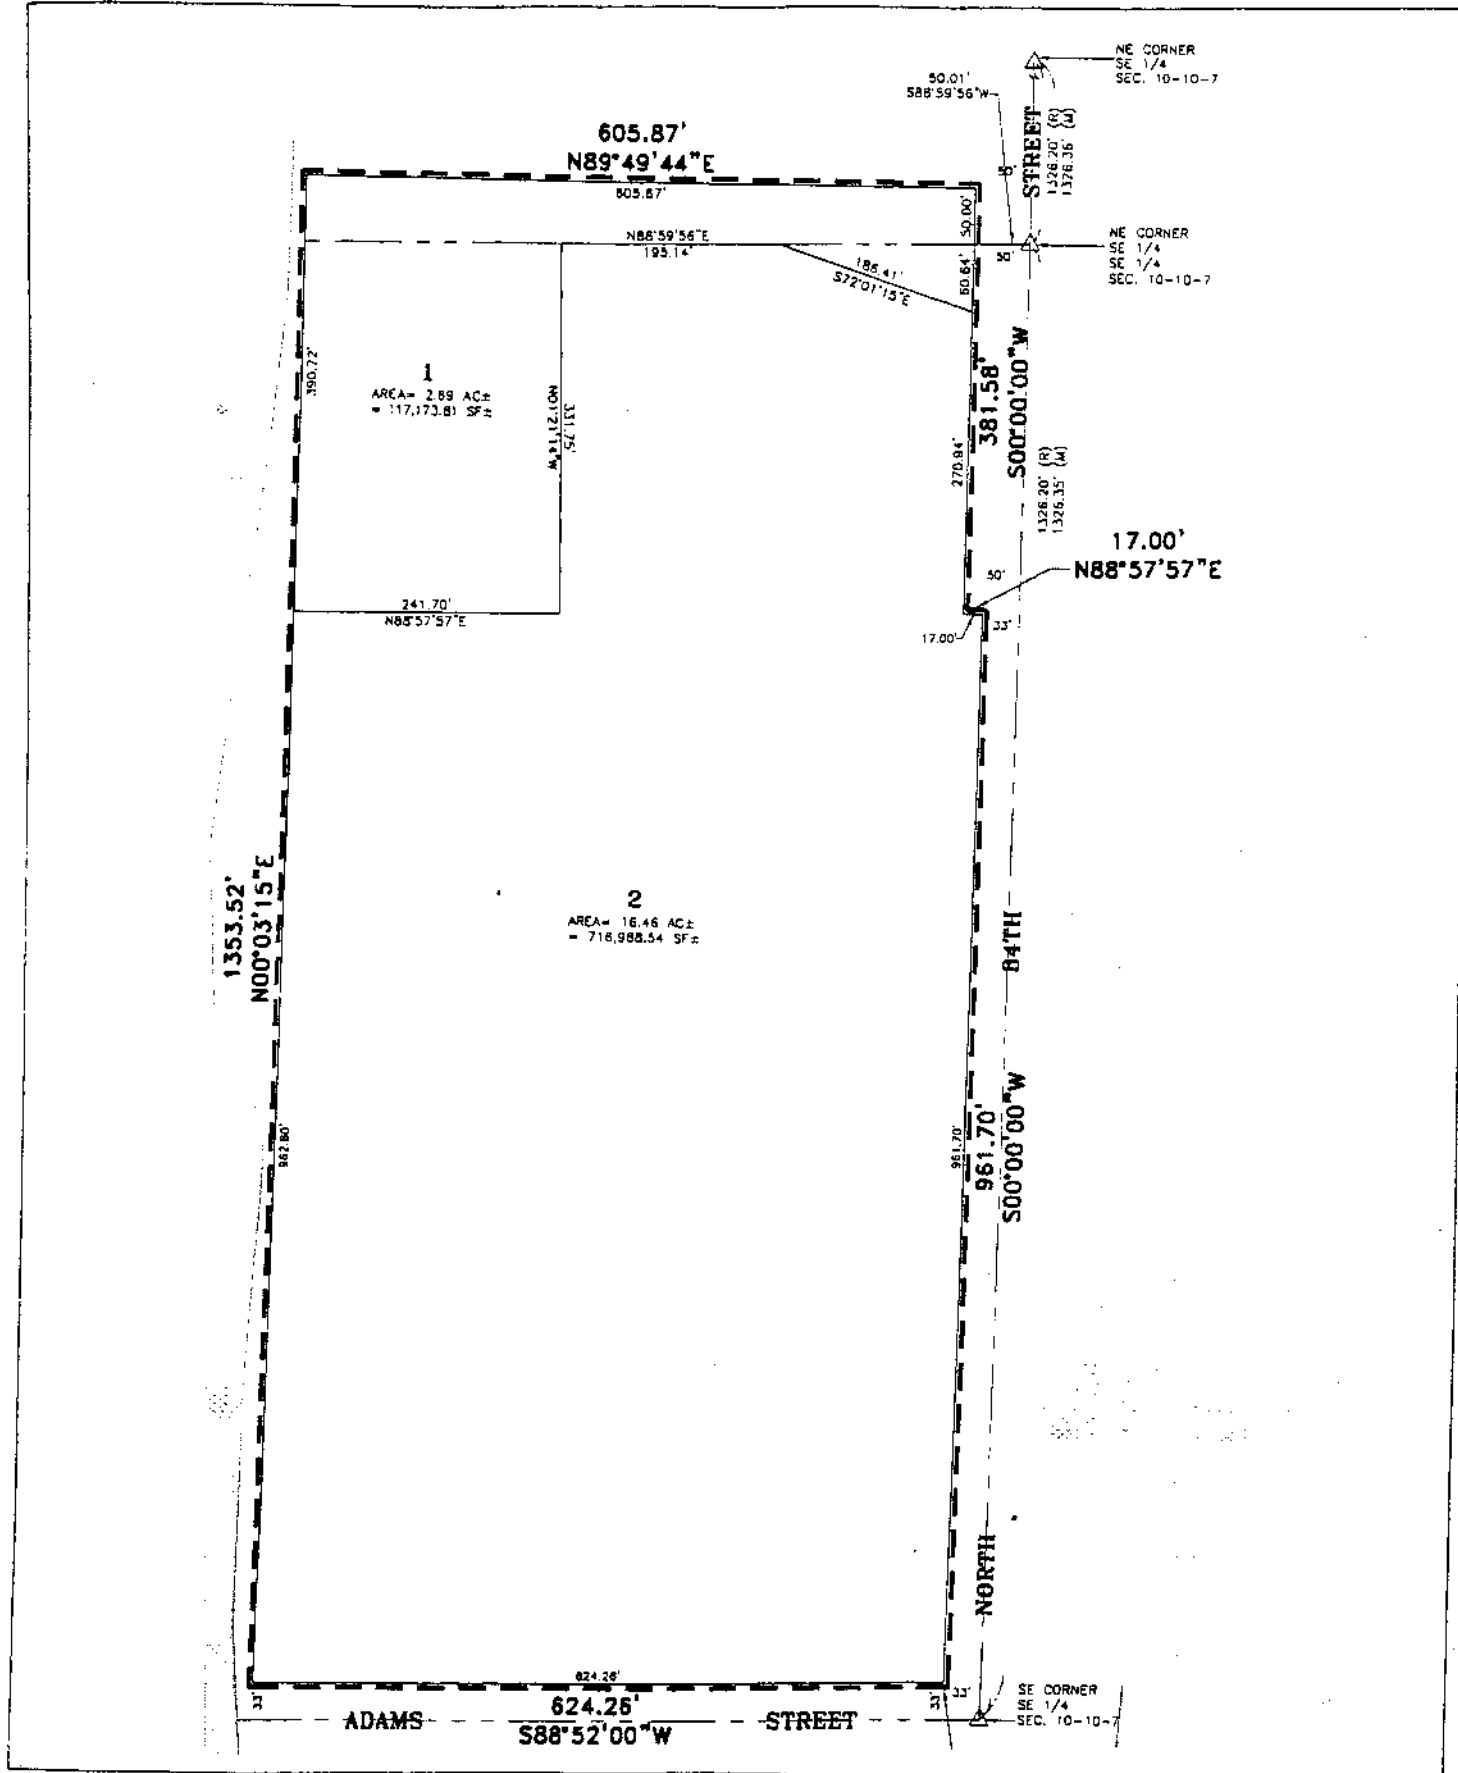 NE CORNER
SE 1/4
SEC. 10-10-7
50.01'
S88°59'56"W
STREET
1326.20' (R)
1326.36' (M)
605.87'
N89°49'44"E
605.87'
50'
50.00'
N88°59'56"E
195.14'
NE CORNER
SE 1/4
SE 1/4
SEC. 10-10-7
50'
186.41'
S72°01'15"E
60.64'
390.72'
1
AREA= 2.69 AC±
= 117,173.81 SF±
331.75'
N01°21'14"W
381.58'
S00°00'00"W
270.94'
1326.20' (R)
1326.35' (M)
17.00'
N88°57'57"E
50'
241.70'
N88°57'57"E
17.00'
33'
1353.52'
N00°03'15"E
2
AREA= 16.46 AC±
= 716,988.54 SF±
84TH
962.80'
961.70'
961.70'
S00°00'00"W
NORTH
624.26'
33'
624.26'
S88°52'00"W
ADAMS
STREET
33'
33'
SE CORNER
SE 1/4
SEC. 10-10-7